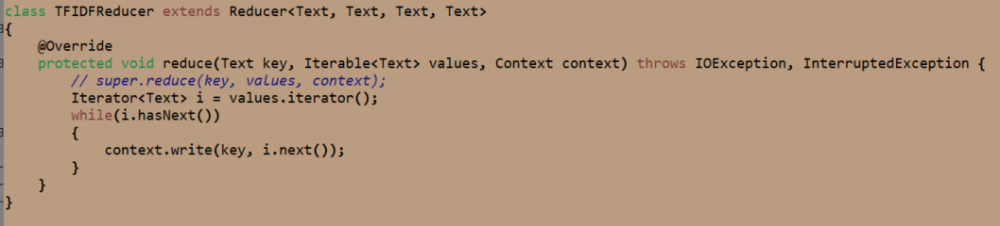 class TFIDFReducer extends Reducer<Text, Text, Text, Text>
{
    @Override
    protected void reduce(Text key, Iterable<Text> values, Context context) throws IOException, InterruptedException {
        // super.reduce(key, values, context);
        Iterator<Text> i = values.iterator();
        while(i.hasNext())
        {
            context.write(key, i.next());
        }
    }
}